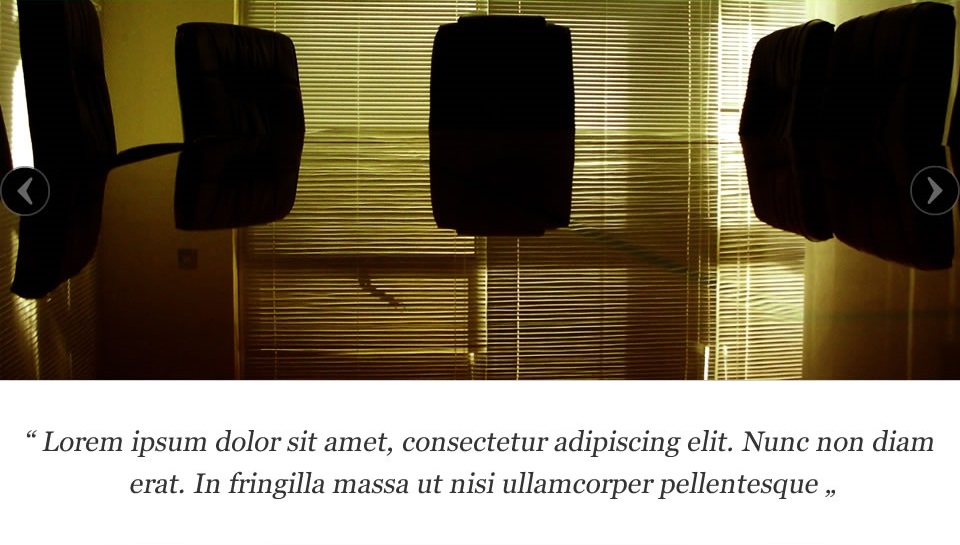 “ Lorem ipsum dolor sit amet, consectetur adipiscing elit. Nunc non diam
erat. In fringilla massa ut nisi ullamcorper pellentesque „